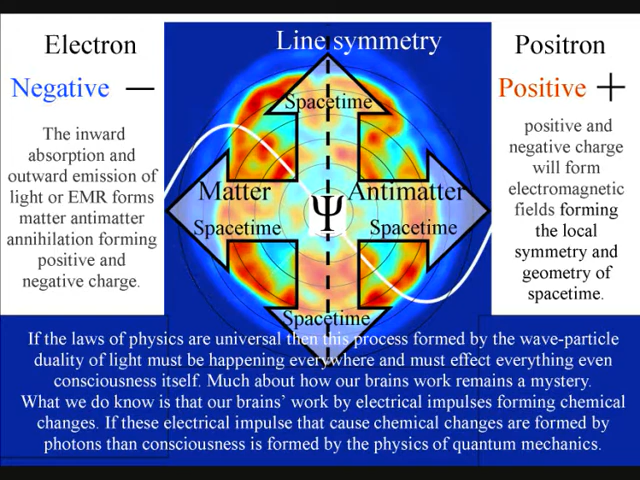 Electron
Negative −
The inward
absorption and
outward emission of
light or EMR forms
matter antimatter
annihilation forming
positive and
negative charge.
Line symmetry
Spacetime
Matter
Antimatter
Ψ
Spacetime
Spacetime
Spacetime
Positron
Positive +
positive and
negative charge
will form
electromagnetic
fields forming
the local
symmetry and
geometry of
spacetime.
If the laws of physics are universal then this process formed by the wave-particle
duality of light must be happening everywhere and must effect everything even
consciousness itself. Much about how our brains work remains a mystery.
What we do know is that our brains’ work by electrical impulses forming chemical
changes. If these electrical impulse that cause chemical changes are formed by
photons than consciousness is formed by the physics of quantum mechanics.